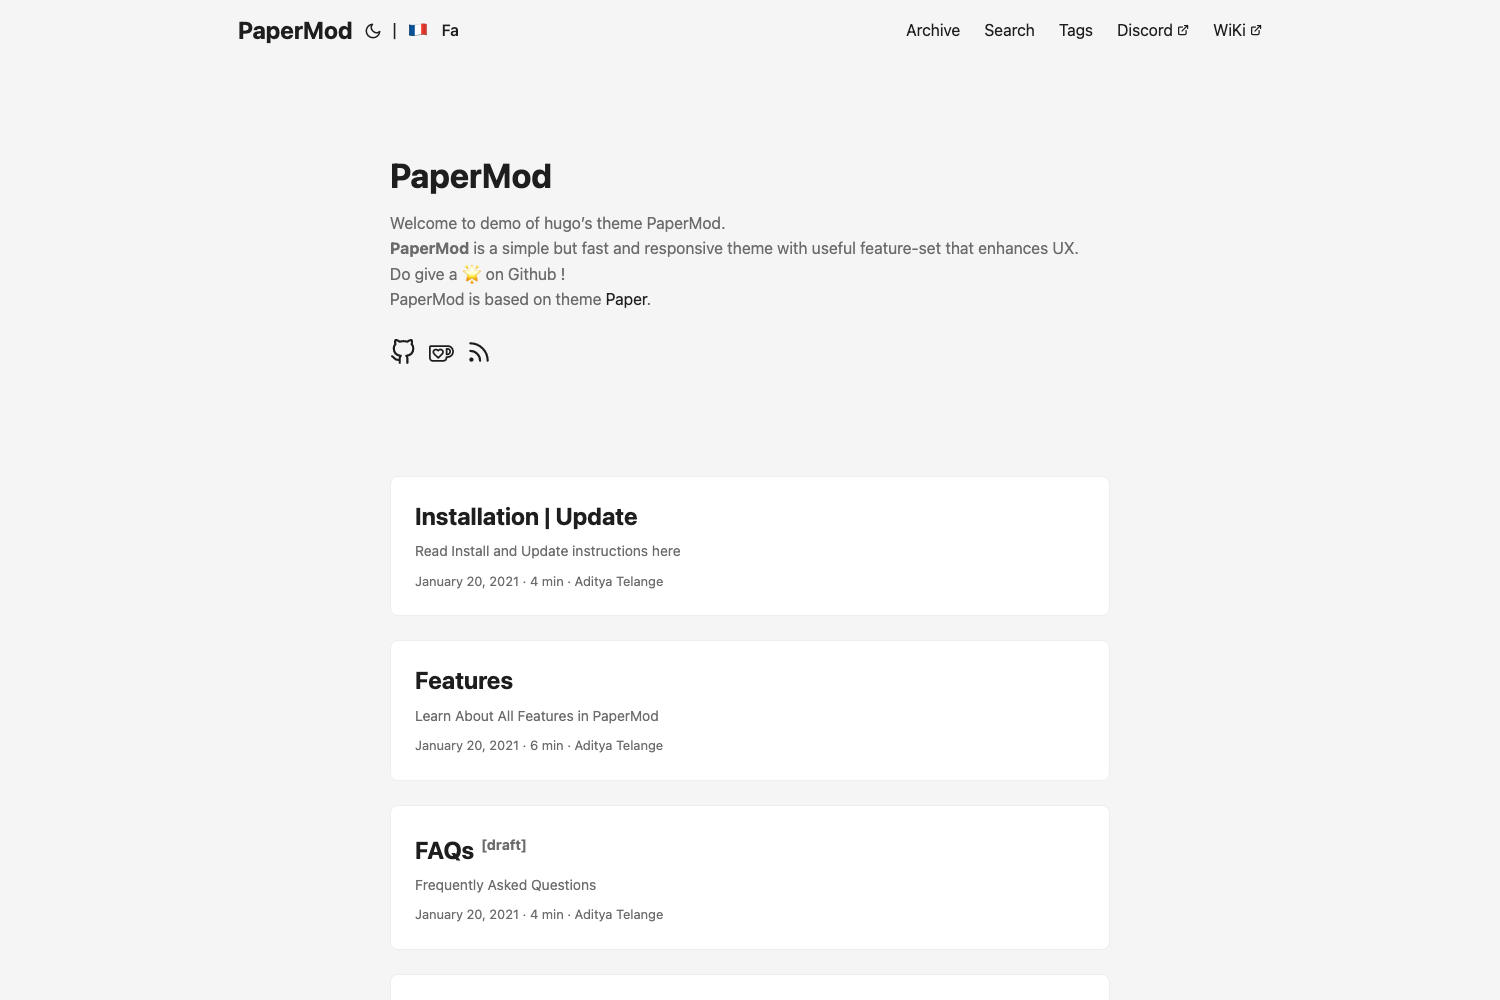 PaperMod | 🇫🇷 Fa Archive Search Tags Discord WiKi
PaperMod
Welcome to demo of hugo’s theme PaperMod.
PaperMod is a simple but fast and responsive theme with useful feature-set that enhances UX.
Do give a 🌟 on Github !
PaperMod is based on theme Paper.
Installation | Update
Read Install and Update instructions here
January 20, 2021 · 4 min · Aditya Telange
Features
Learn About All Features in PaperMod
January 20, 2021 · 6 min · Aditya Telange
FAQs [draft]
Frequently Asked Questions
January 20, 2021 · 4 min · Aditya Telange